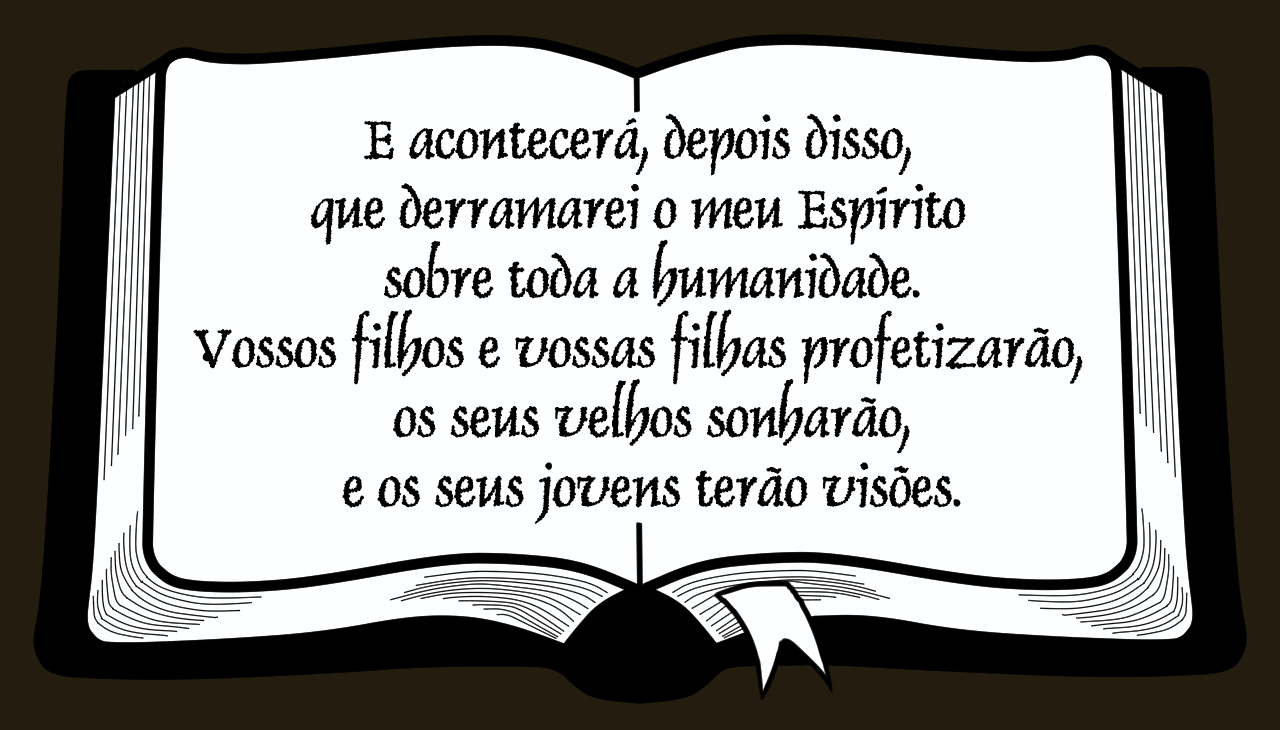 E acontecerá, depois disso,
que derramarei o meu Espírito
sobre toda a humanidade.
Vossos filhos e vossas filhas profetizarão,
os seus velhos sonharão,
e os seus jovens terão visões.